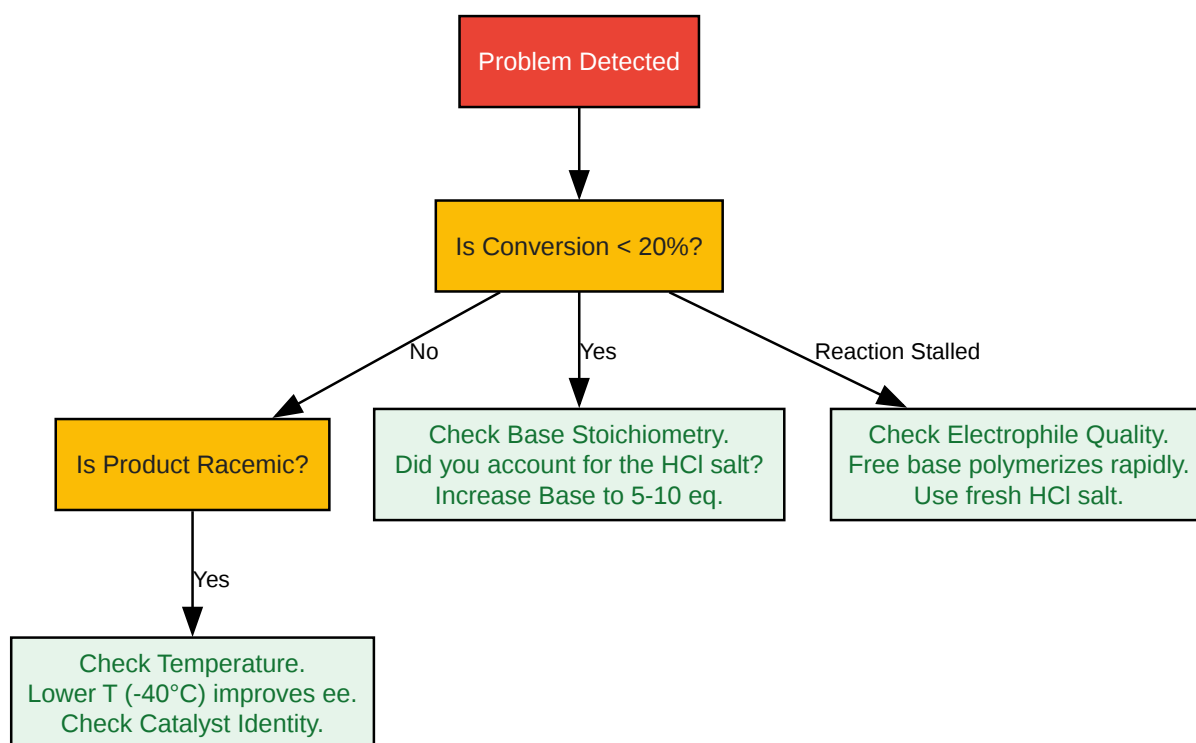 Problem Detected
Is Conversion < 20%?
No
Yes
Reaction Stalled
Is Product Racemic?
Check Base Stoichiometry.
Did you account for the HCl salt?
Increase Base to 5-10 eq.
Check Electrophile Quality.
Free base polymerizes rapidly.
Use fresh HCl salt.
Yes
Check Temperature.
Lower T (-40°C) improves ee.
Check Catalyst Identity.